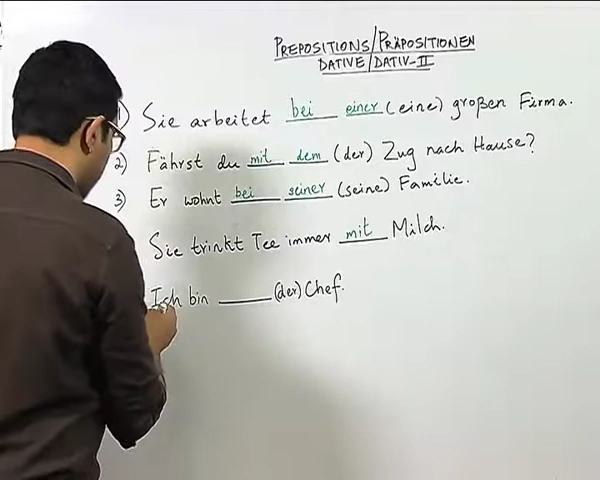 PREPOSITIONS/PRÄPOSITIONEN
DATIVE/DATIV-II
1) Sie arbeitet bei einer (eine) großen Firma.
2) Fährst du mit dem (der) Zug nach Hause?
3) Er wohnt bei seiner (seine) Familie.
Sie trinkt Tee immer mit Milch.
Ich bin ______ (der) Chef.